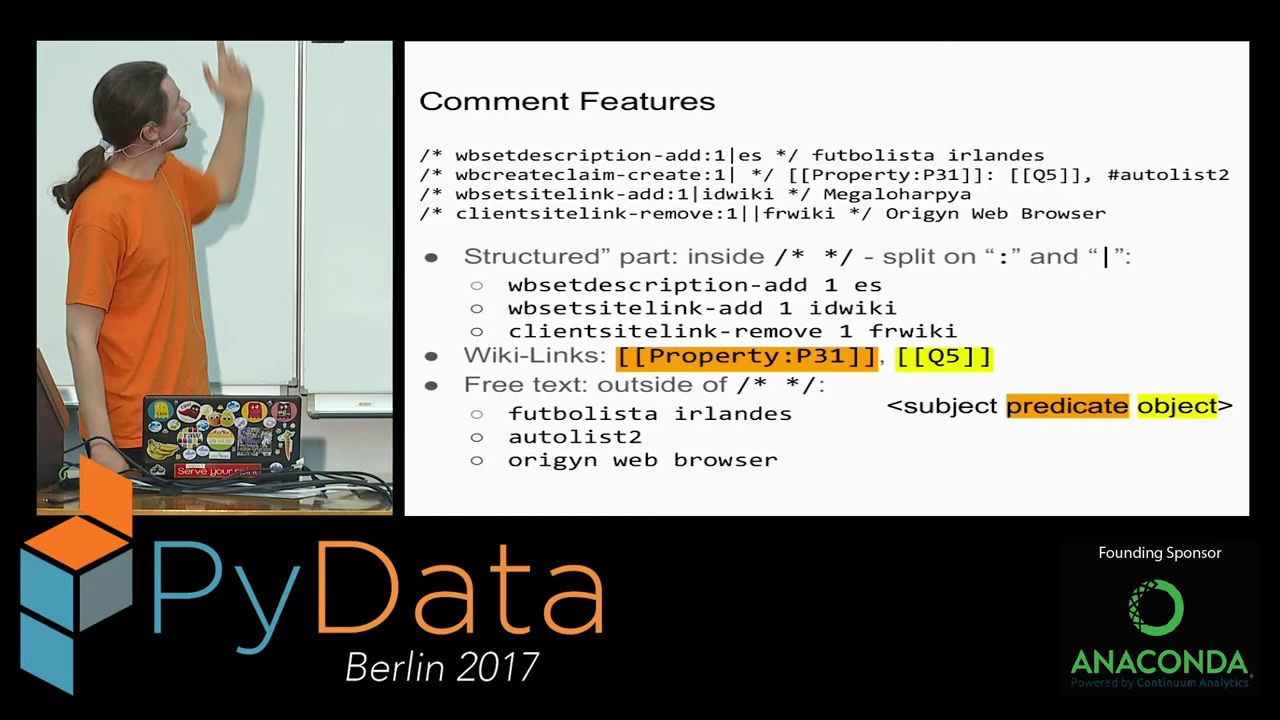 Comment Features
/* wbsetdescription-add:1|es */ futbolista irlandes
/* wbcreateclaim-create:1| */ [[Property:P31]]: [[Q5]], #autolist2
/* wbsetsitelink-add:1|idwiki */ Megaloharpya
/* clientsitelink-remove:1||frwiki */ Origyn Web Browser
● Structured” part: inside /* */ - split on “:” and “|”:
○ wbsetdescription-add 1 es
○ wbsetsitelink-add 1 idwiki
○ clientsitelink-remove 1 frwiki
● Wiki-Links: [[Property:P31]], [[Q5]]
● Free text: outside of /* */:
<subject predicate object>
○ futbolista irlandes
○ autolist2
○ origyn web browser
Serve your
PyData
Berlin 2017
Founding Sponsor
ANACONDA
Powered by Continuum Analytics